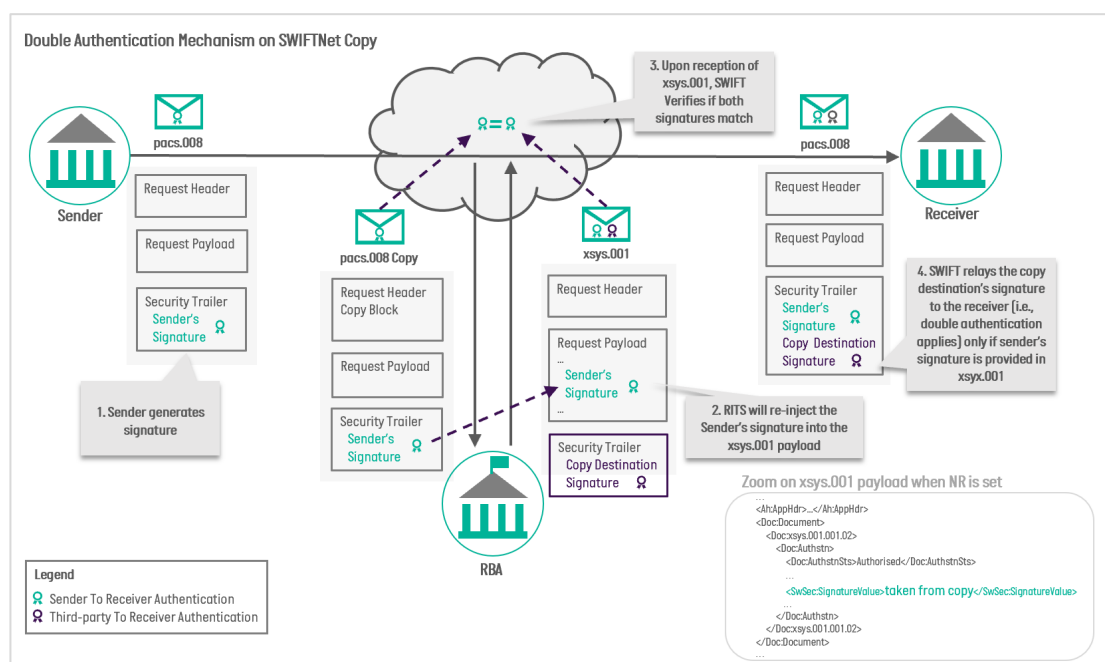 Double Authentication Mechanism on SWIFTNet Copy
pacs.008
Sender
Request Header
Request Payload
Security Trailer
Sender's
Signature
1. Sender generates
signature
pacs.008 Copy
Request Header
Copy Block
Request Payload
Security Trailer
Sender's
Signature
=
3. Upon reception of
xsys.001, SWIFT
Verifies if both
signatures match
xsys.001
Request Header
Request Payload
...
Sender's
Signature
...
Security Trailer
Copy Destination
Signature
2. RITS will re-inject the
Sender's signature into the
xsys.001 payload
RBA
pacs.008
Receiver
Request Header
Request Payload
Security Trailer
Sender's
Signature
Copy Destination
Signature
4. SWIFT relays the copy
destination's signature
to the receiver (i.e.,
double authentication
applies) only if sender's
signature is provided in
xsyx.001
Zoom on xsys.001 payload when NR is set
...
<Ah:AppHdr>...</Ah:AppHdr>
<Doc:Document>
<Doc:xsys.001.001.02>
<Doc:Authstn>
<Doc:AuthstnSts>Authorised</Doc:AuthstnSts>
...
<SwSec:SignatureValue>taken from copy</SwSec:SignatureValue>
...
</Doc:Authstn>
</Doc:xsys.001.001.02>
</Doc:Document>
...
Legend
Sender To Receiver Authentication
Third-party To Receiver Authentication